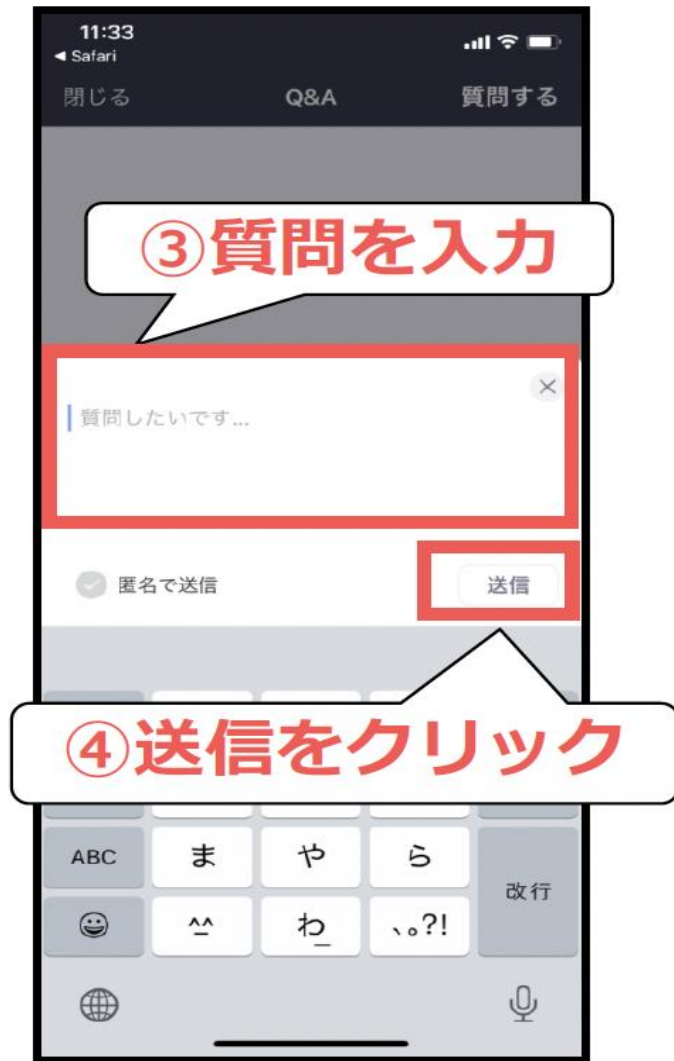 11:33
◀ Safari
閉じる Q&A 質問する
③質問を入力
質問したいです...
匿名で送信 送信
④送信をクリック
ABC ま や ら
改行
^^ わ 、。?!